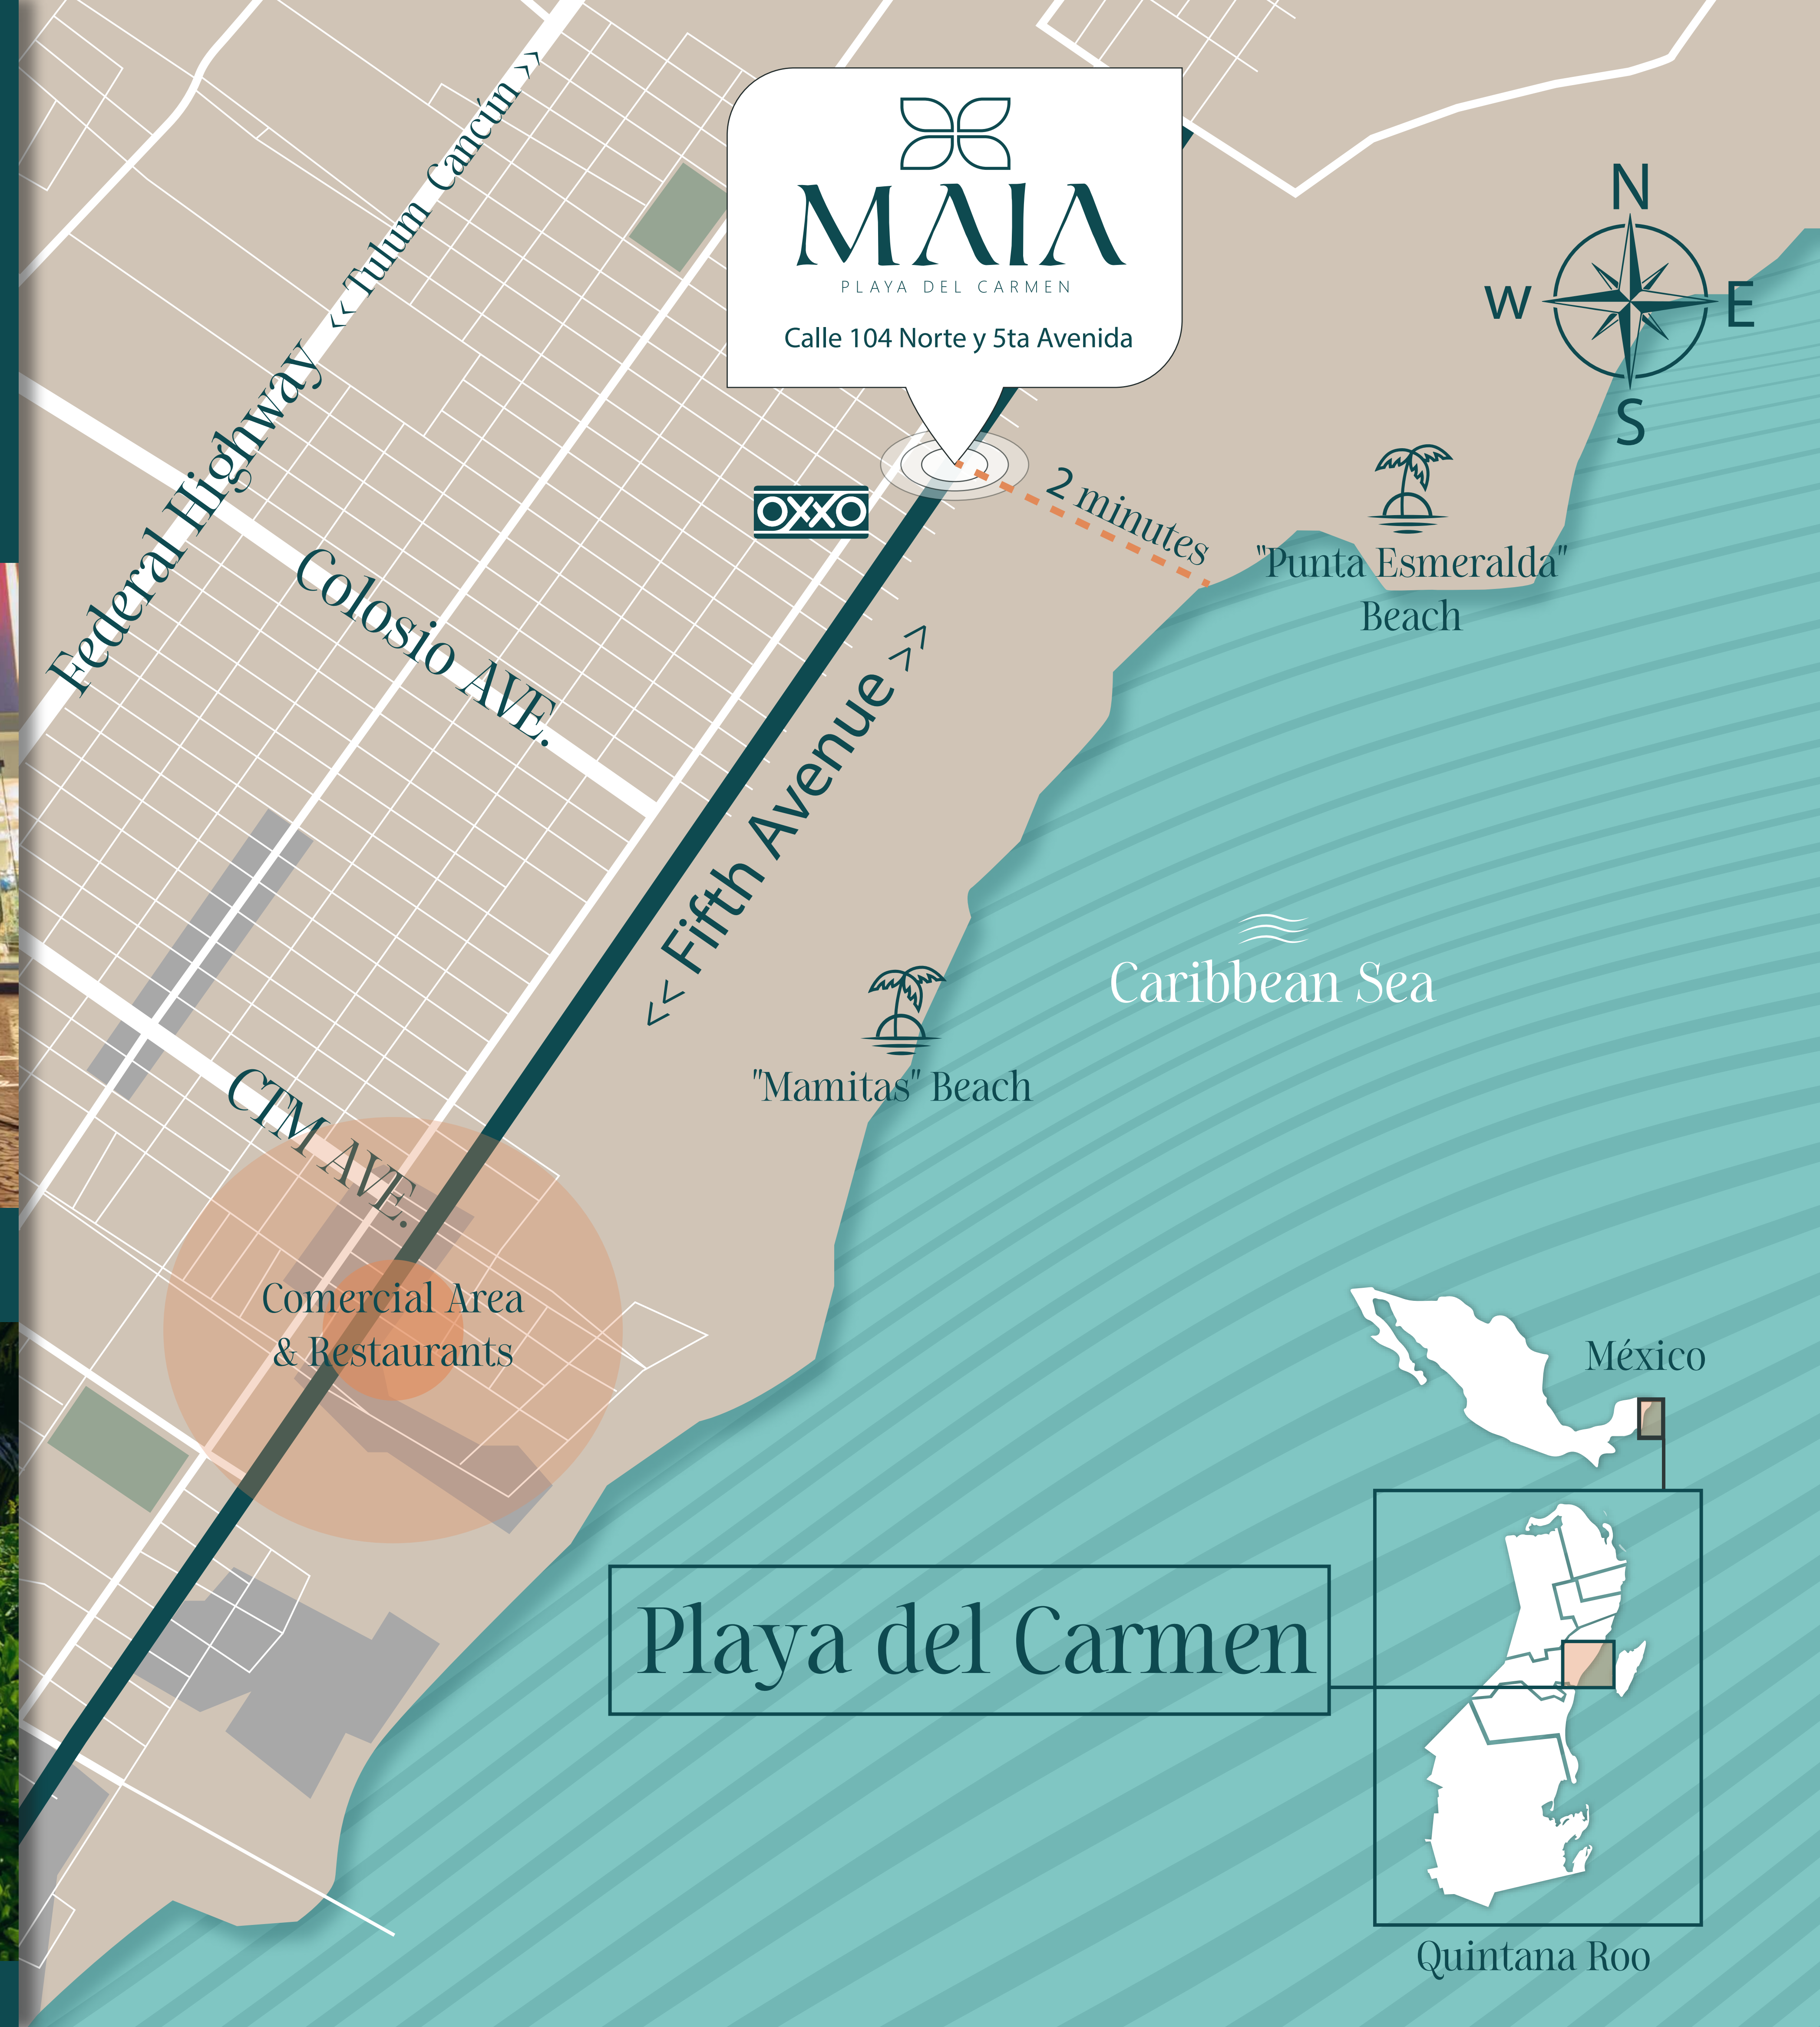 MAIA
PLAYA DEL CARMEN
Calle 104 Norte y 5ta Avenida
<< Tulum Cancún >>
Federal Highway
N
W
E
S
OXXO
2 minutes
"Punta Esmeralda"
Beach
Colosio AVE.
<< Fifth Avenue >>
Caribbean Sea
"Mamitas" Beach
CTM AVE.
Comercial Area
& Restaurants
México
Playa del Carmen
Quintana Roo